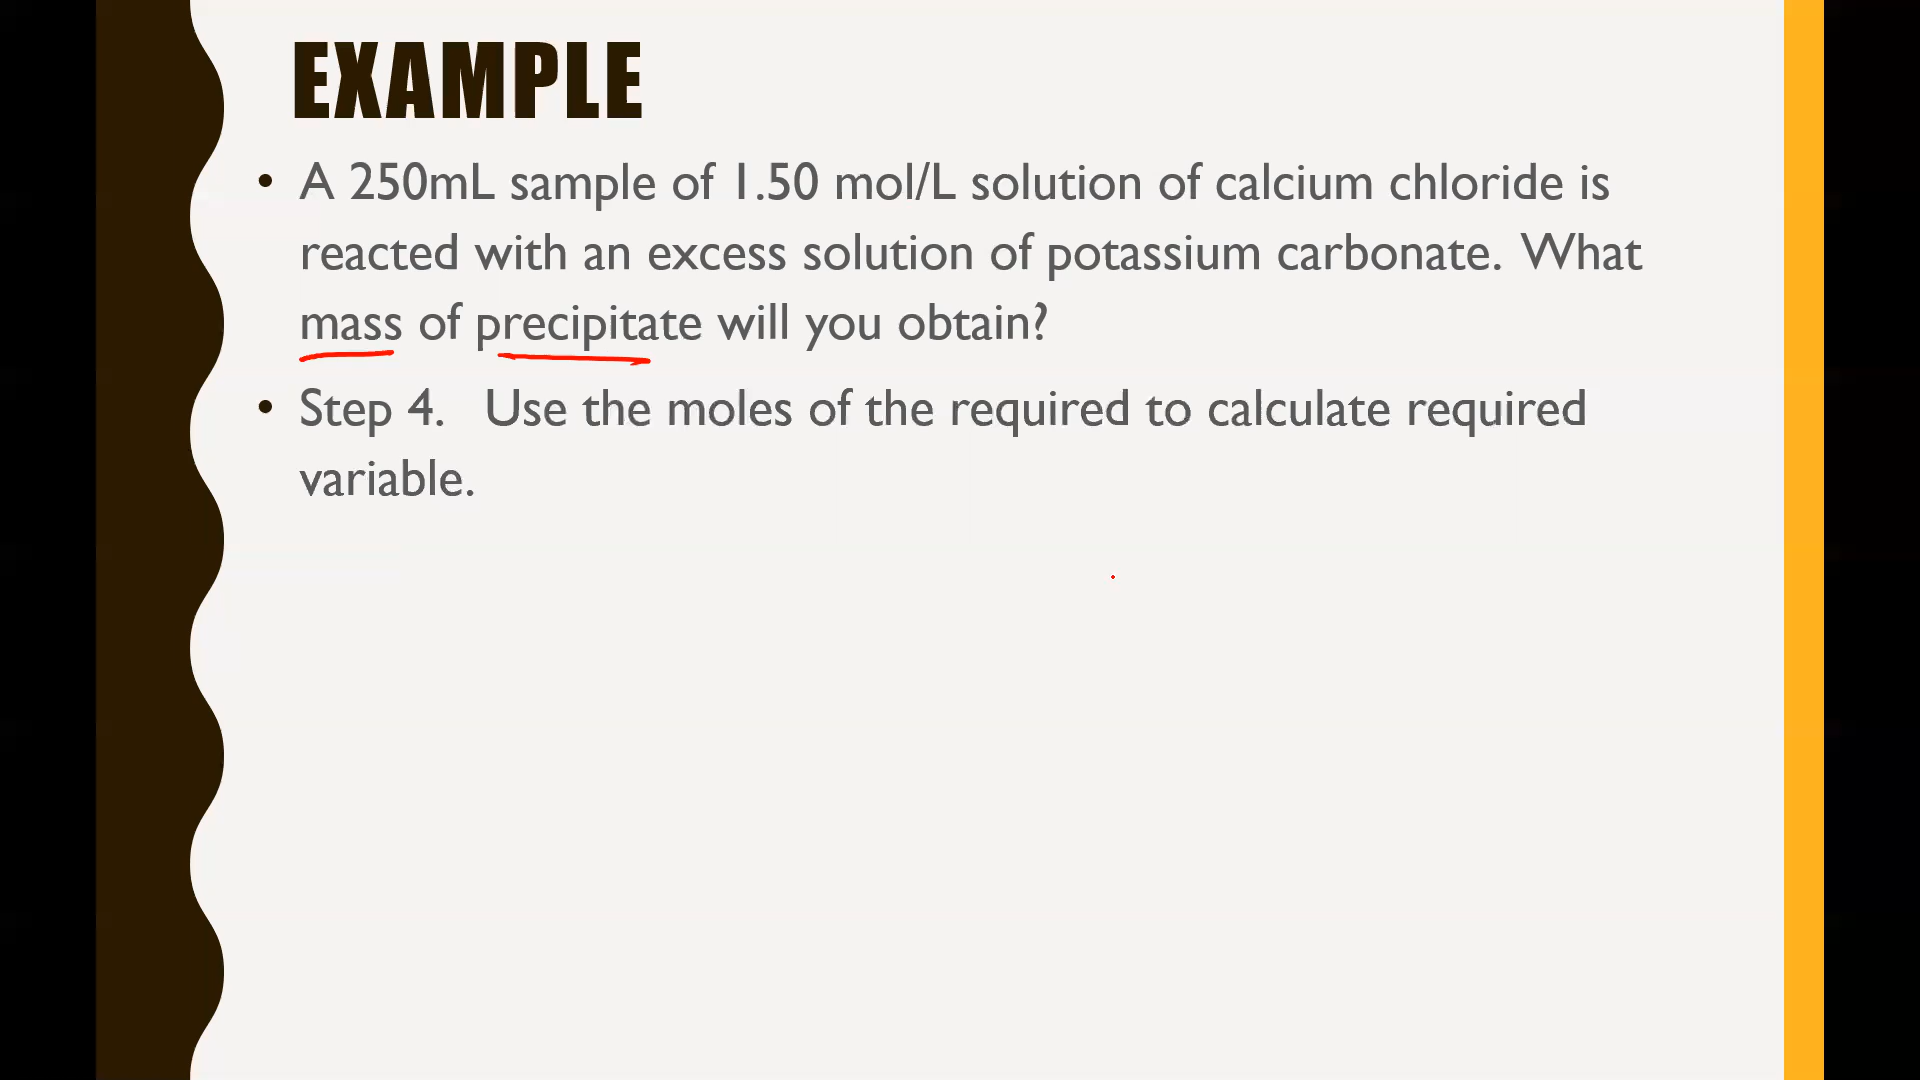 EXAMPLE
• A 250mL sample of 1.50 mol/L solution of calcium chloride is
reacted with an excess solution of potassium carbonate. What
mass of precipitate will you obtain?
• Step 4. Use the moles of the required to calculate required
variable.